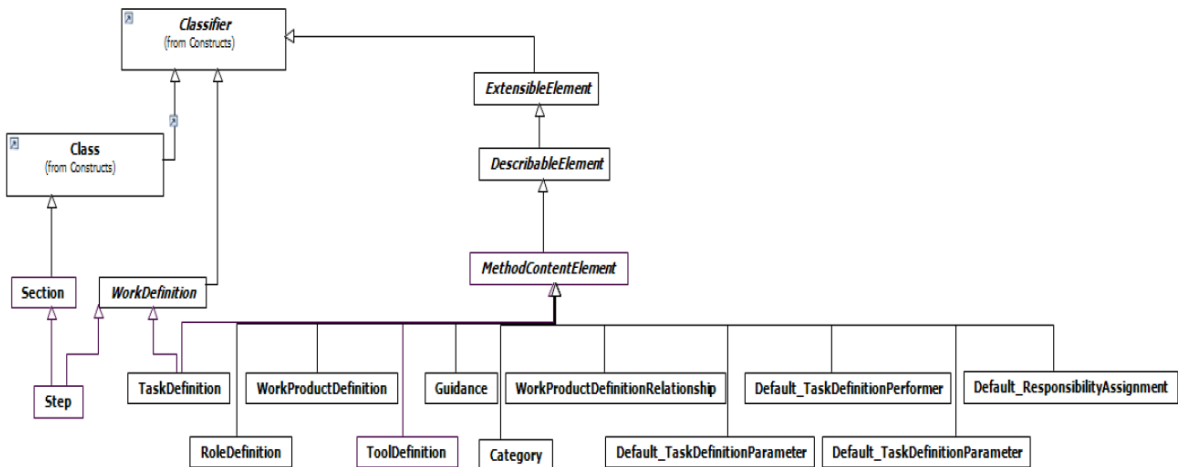 Classifier
(from Constructs)
ExtensibleElement
Class
(from Constructs)
DescribableElement
MethodContentElement
Section
WorkDefinition
TaskDefinition
WorkProductDefinition
Guidance
WorkProductDefinitionRelationship
Default_TaskDefinitionPerformer
Default_ResponsibilityAssignment
Step
RoleDefinition
ToolDefinition
Category
Default_TaskDefinitionParameter
Default_TaskDefinitionParameter